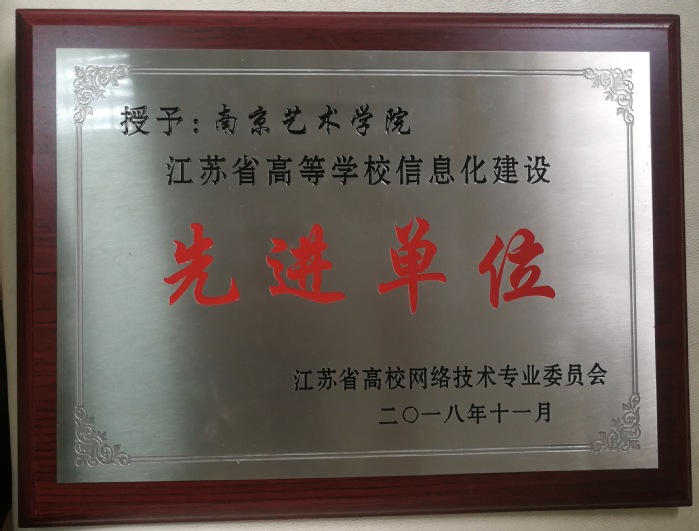 授予：南京艺术学院
江苏省高等学校信息化建设
先进单位
江苏省高校网络技术专业委员会
二〇一八年十一月